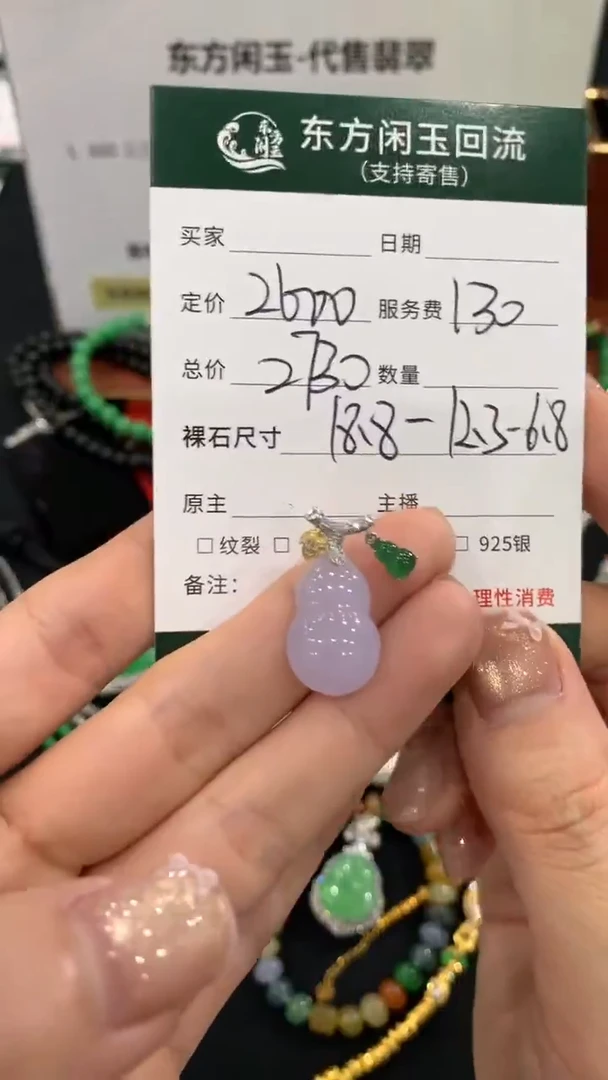 东方闲玉-代售翡翠
东方闲玉回流
(支持寄售)
买家 日期
定价 2600 服务费 130
总价 2730 数量
裸石尺寸 18.8-12.3-6.8
原主 主播
□ 纹裂 □ □ 925银
备注: 理性消费